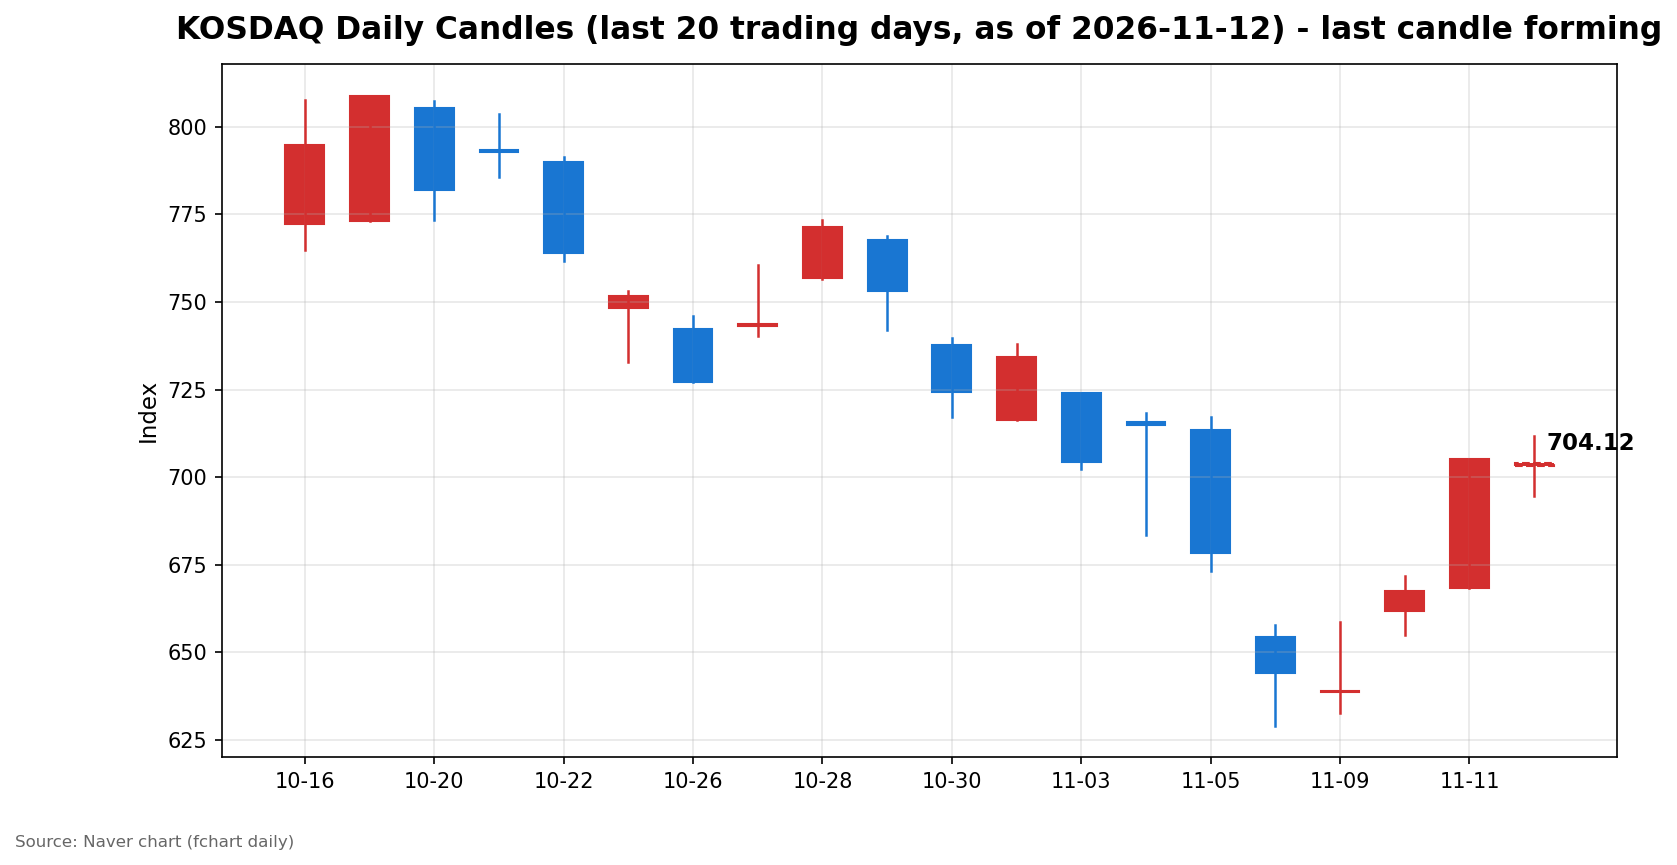 KOSDAQ Daily Candles (last 20 trading days, as of 2026-11-12) - last candle forming
800
775
750
725
700
675
650
625
Index
704.12
10-16 10-20 10-22 10-26 10-28 10-30 11-03 11-05 11-09 11-11
Source: Naver chart (fchart daily)